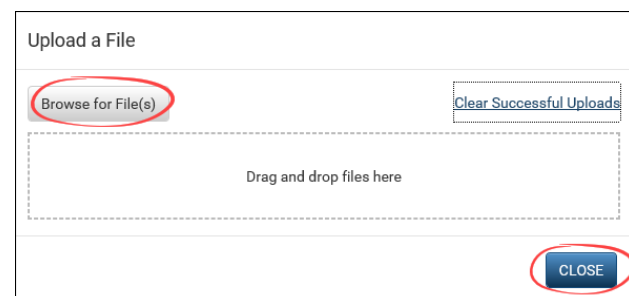 Upload a File
Browse for File(s)
Clear Successful Uploads
Drag and drop files here
CLOSE